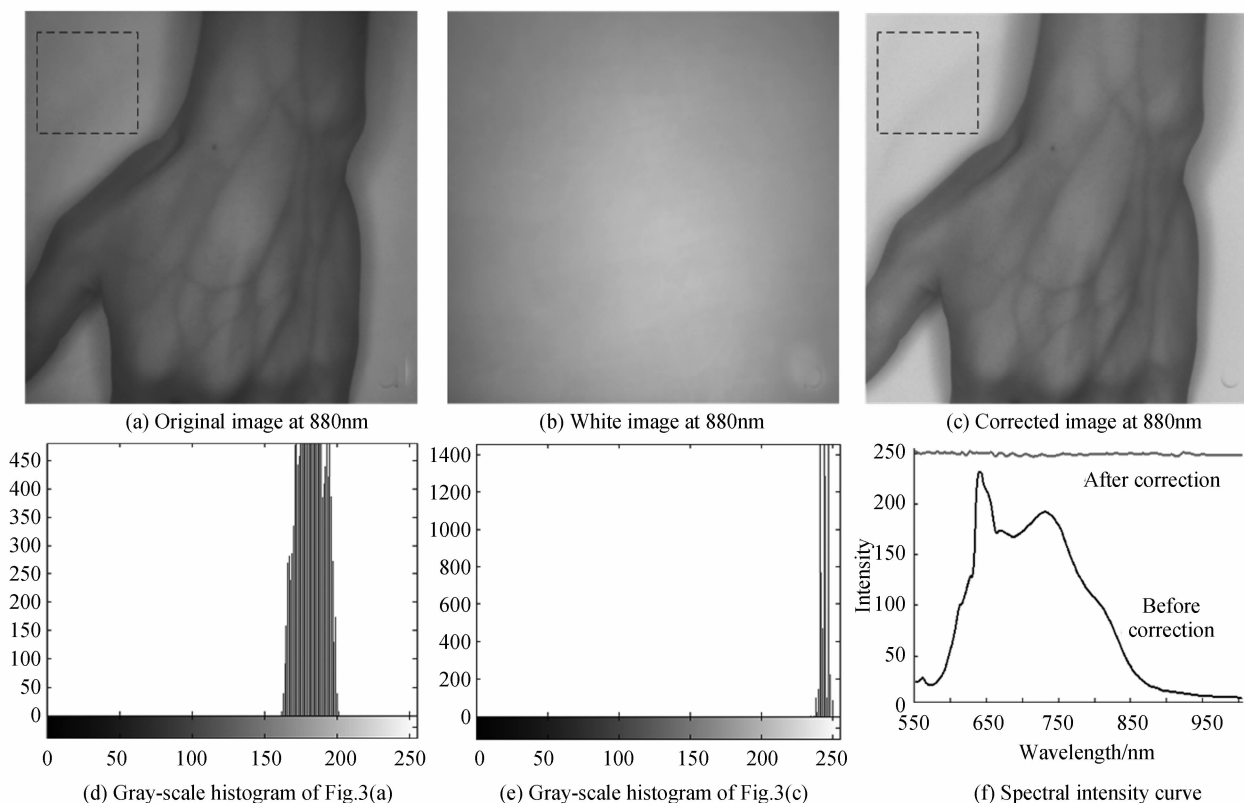 (a) Original image at 880nm
(b) White image at 880nm
(c) Corrected image at 880nm
450
400
350
300
250
200
150
100
50
0
0 50 100 150 200 250
(d) Gray-scale histogram of Fig.3(a)
1400
1200
1000
800
600
400
200
0
0 50 100 150 200 250
(e) Gray-scale histogram of Fig.3(c)
250
200
150
100
50
0
Intensity
After correction
Before
correction
550 650 750 850 950
Wavelength/nm
(f) Spectral intensity curve